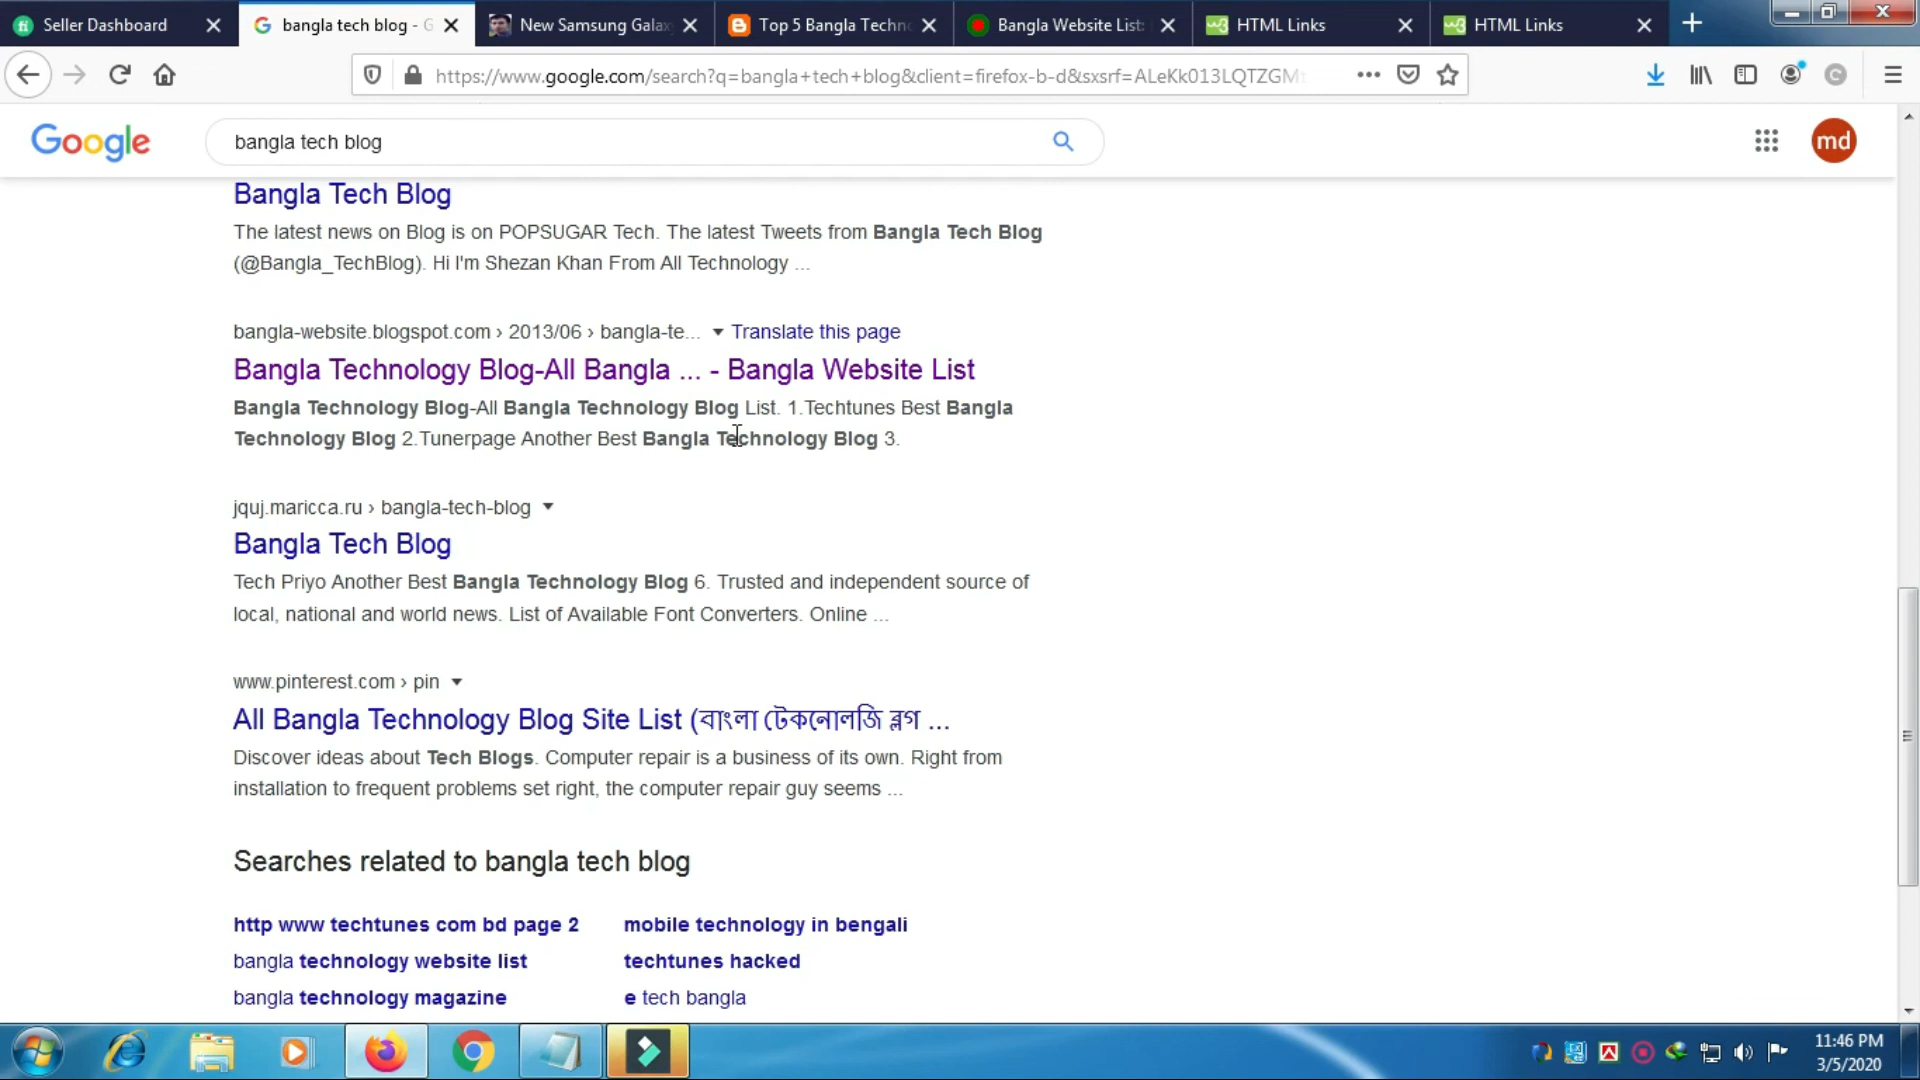 Seller Dashboard
bangla tech blog - G
New Samsung Galax
Top 5 Bangla Techn
Bangla Website List:
HTML Links
HTML Links
https://www.google.com/search?q=bangla+tech+blog&client=firefox-b-d&sxsrf=ALeKk013LQTZGM
Google
bangla tech blog
md
Bangla Tech Blog
The latest news on Blog is on POPSUGAR Tech. The latest Tweets from Bangla Tech Blog
(@Bangla_TechBlog). Hi I'm Shezan Khan From All Technology ...
bangla-website.blogspot.com › 2013/06 › bangla-te... Translate this page
Bangla Technology Blog-All Bangla ... - Bangla Website List
Bangla Technology Blog-All Bangla Technology Blog List. 1.Techtunes Best Bangla
Technology Blog 2.Tunerpage Another Best Bangla Technology Blog 3.
jquj.maricca.ru › bangla-tech-blog
Bangla Tech Blog
Tech Priyo Another Best Bangla Technology Blog 6. Trusted and independent source of
local, national and world news. List of Available Font Converters. Online ...
www.pinterest.com › pin
All Bangla Technology Blog Site List (বাংলা টেকনোলজি ব্লগ ...
Discover ideas about Tech Blogs. Computer repair is a business of its own. Right from
installation to frequent problems set right, the computer repair guy seems ...
Searches related to bangla tech blog
http www techtunes com bd page 2
mobile technology in bengali
bangla technology website list
techtunes hacked
bangla technology magazine
e tech bangla
11:46 PM
3/5/2020